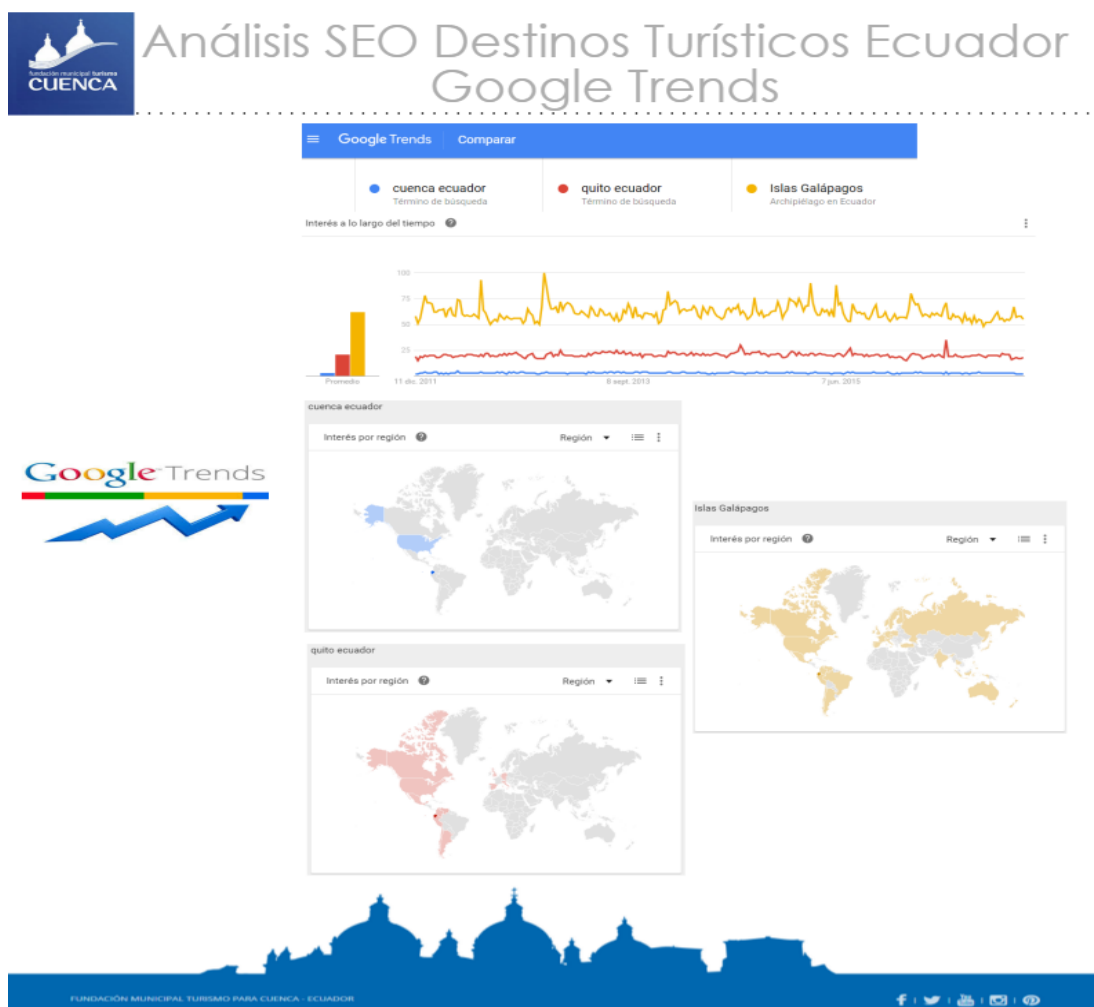 fundación municipal turismo
CUENCA
Análisis SEO Destinos Turísticos Ecuador
Google Trends
Google Trends
Comparar
cuenca ecuador
Término de búsqueda
quito ecuador
Término de búsqueda
Islas Galápagos
Archipiélago en Ecuador
Interés a lo largo del tiempo
100
75
50
25
Promedio
11 dic. 2011
8 sept. 2013
7 jun. 2015
cuenca ecuador
Interés por región
Región
Google Trends
Islas Galápagos
Interés por región
Región
quito ecuador
Interés por región
Región
FUNDACIÓN MUNICIPAL TURISMO PARA CUENCA - ECUADOR